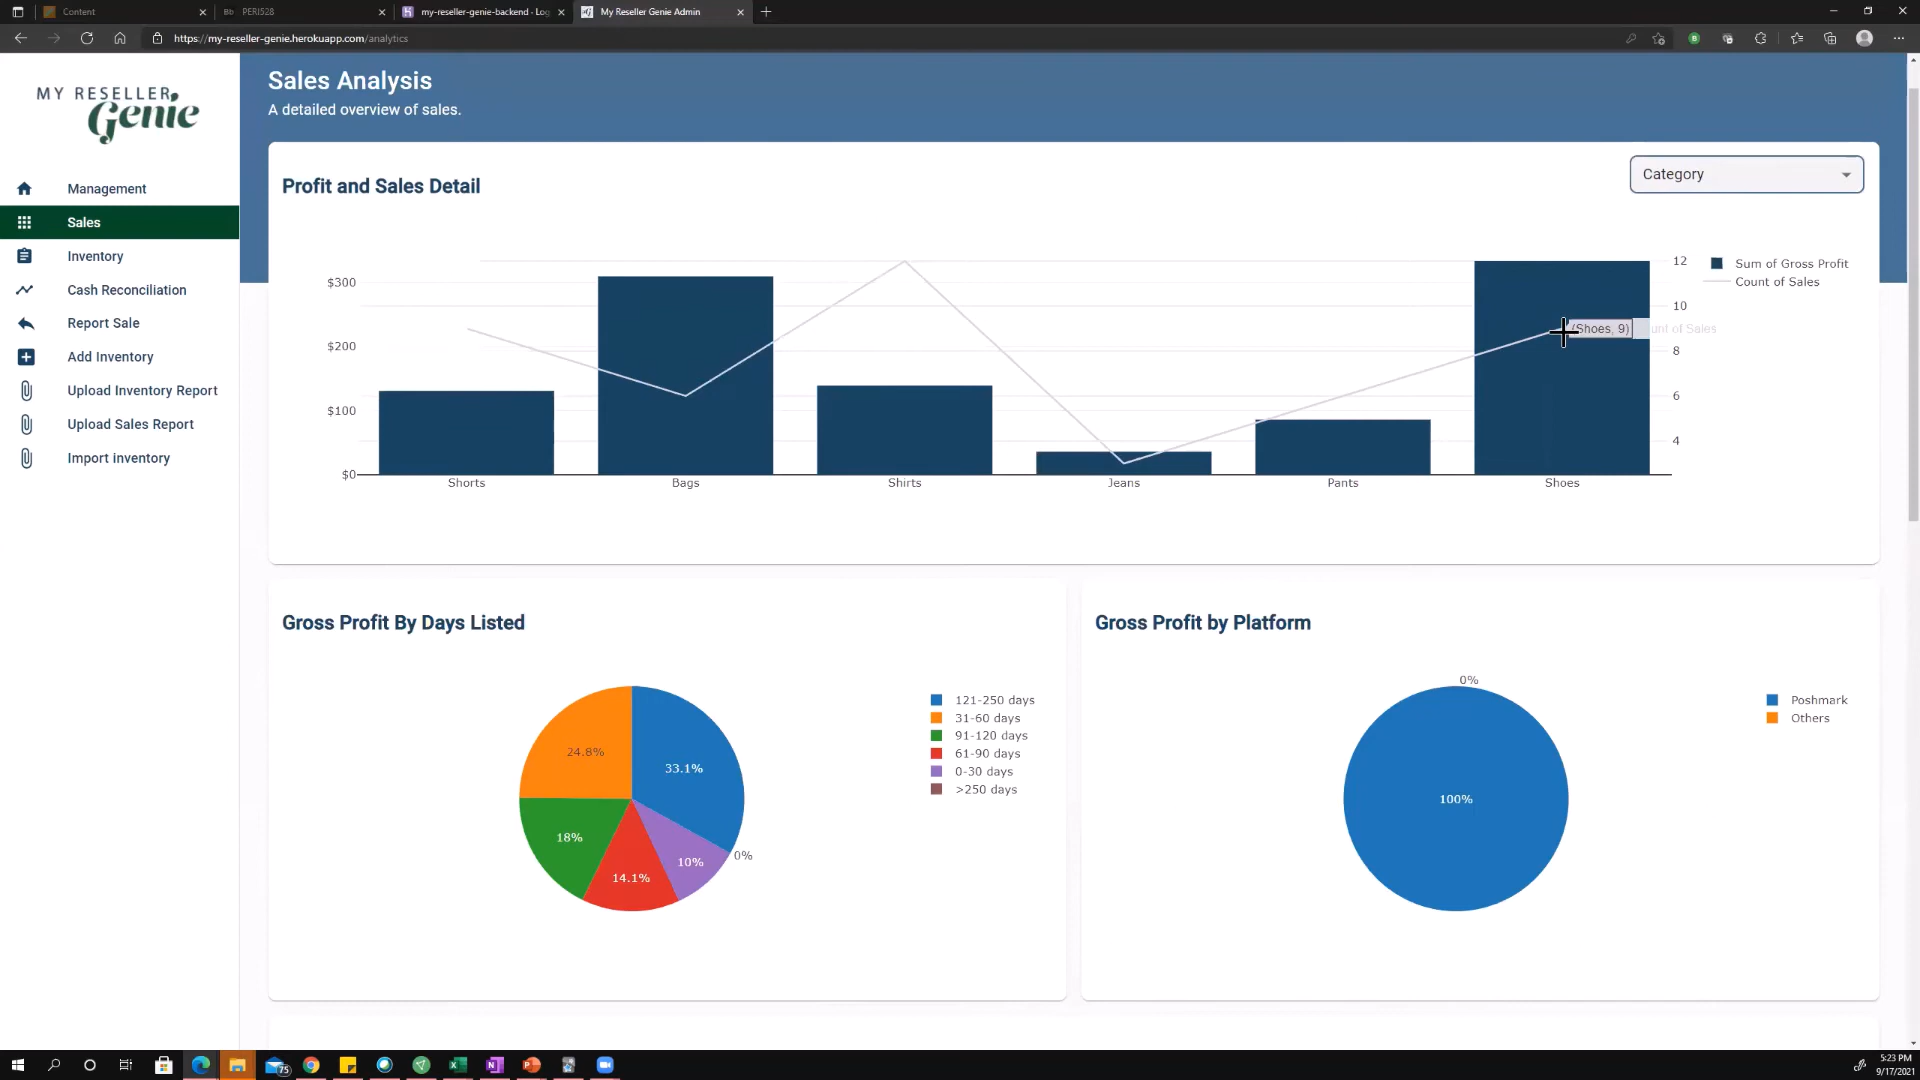 Content
Bb PERI528
my-reseller-genie-backend - Log
My Reseller Genie Admin
https://my-reseller-genie.herokuapp.com/analytics
MY RESELLER
Genie
Management
Sales
Inventory
Cash Reconciliation
Report Sale
Add Inventory
Upload Inventory Report
Upload Sales Report
Import inventory
Sales Analysis
A detailed overview of sales.
Profit and Sales Detail
Category
$300
$200
$100
$0
12
10
8
6
4
Sum of Gross Profit
Count of Sales
(Shoes, 9)
unt of Sales
Shorts
Bags
Shirts
Jeans
Pants
Shoes
Gross Profit By Days Listed
33.1%
24.8%
18%
14.1%
10%
0%
121-250 days
31-60 days
91-120 days
61-90 days
0-30 days
>250 days
Gross Profit by Platform
0%
100%
Poshmark
Others
75
5:23 PM
9/17/2021